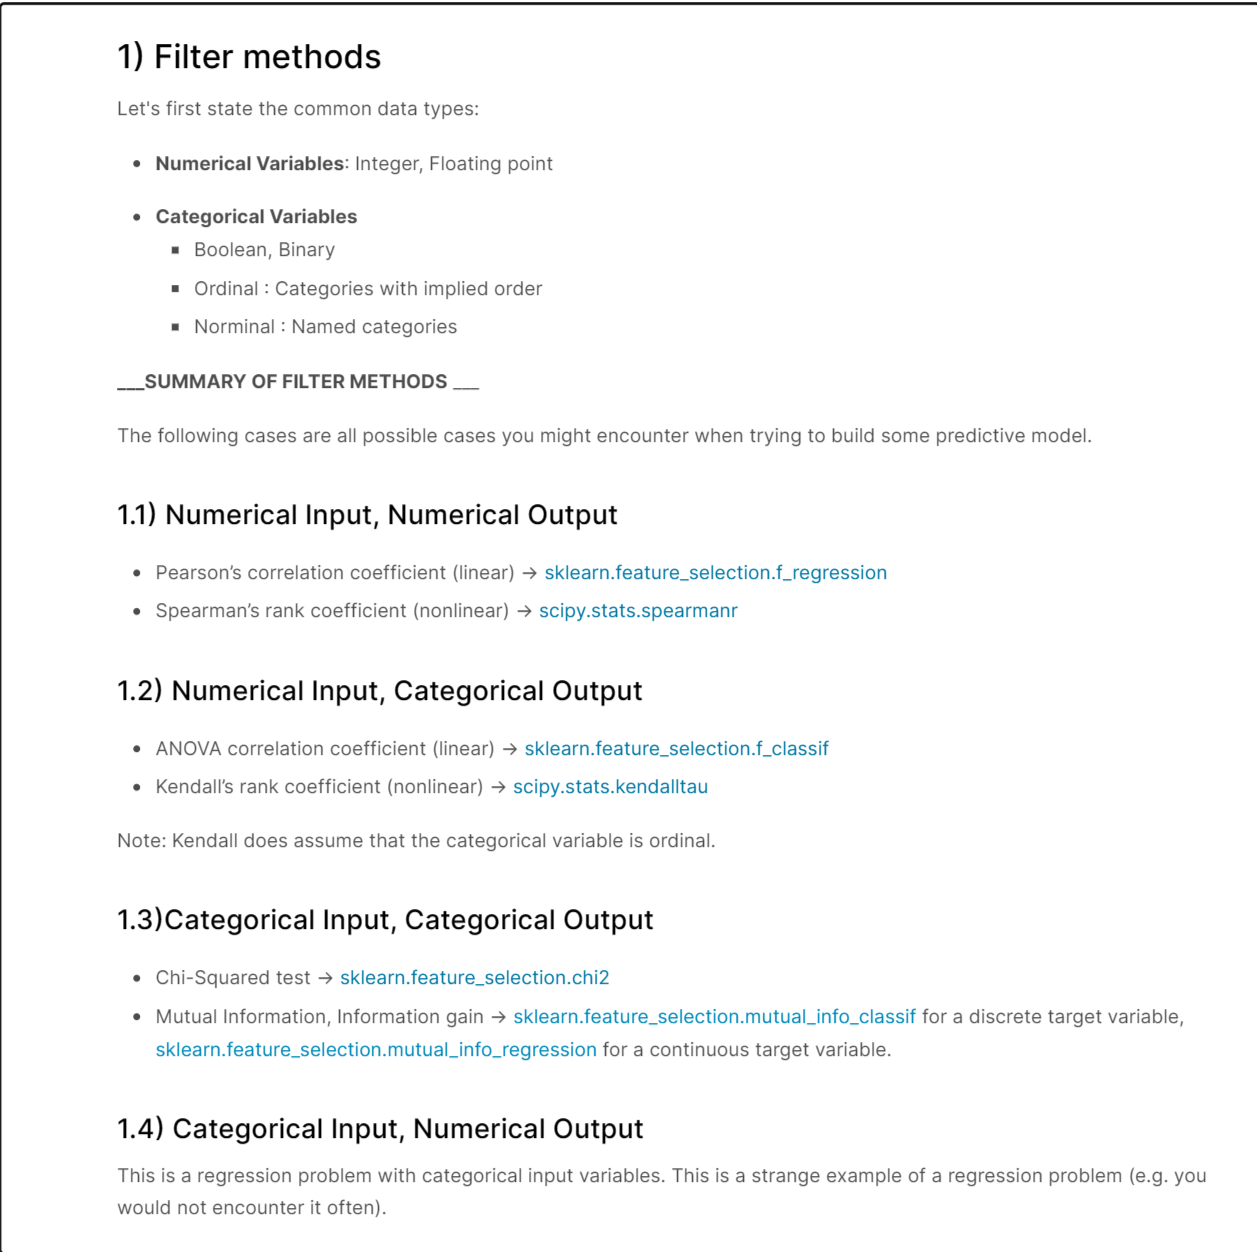 1) Filter methods
Let's first state the common data types:
• Numerical Variables: Integer, Floating point
• Categorical Variables
▪ Boolean, Binary
▪ Ordinal : Categories with implied order
▪ Norminal : Named categories
___SUMMARY OF FILTER METHODS ___
The following cases are all possible cases you might encounter when trying to build some predictive model.
1.1) Numerical Input, Numerical Output
• Pearson’s correlation coefficient (linear) → sklearn.feature_selection.f_regression
• Spearman’s rank coefficient (nonlinear) → scipy.stats.spearmanr
1.2) Numerical Input, Categorical Output
• ANOVA correlation coefficient (linear) → sklearn.feature_selection.f_classif
• Kendall’s rank coefficient (nonlinear) → scipy.stats.kendalltau
Note: Kendall does assume that the categorical variable is ordinal.
1.3)Categorical Input, Categorical Output
• Chi-Squared test → sklearn.feature_selection.chi2
• Mutual Information, Information gain → sklearn.feature_selection.mutual_info_classif for a discrete target variable,
sklearn.feature_selection.mutual_info_regression for a continuous target variable.
1.4) Categorical Input, Numerical Output
This is a regression problem with categorical input variables. This is a strange example of a regression problem (e.g. you
would not encounter it often).